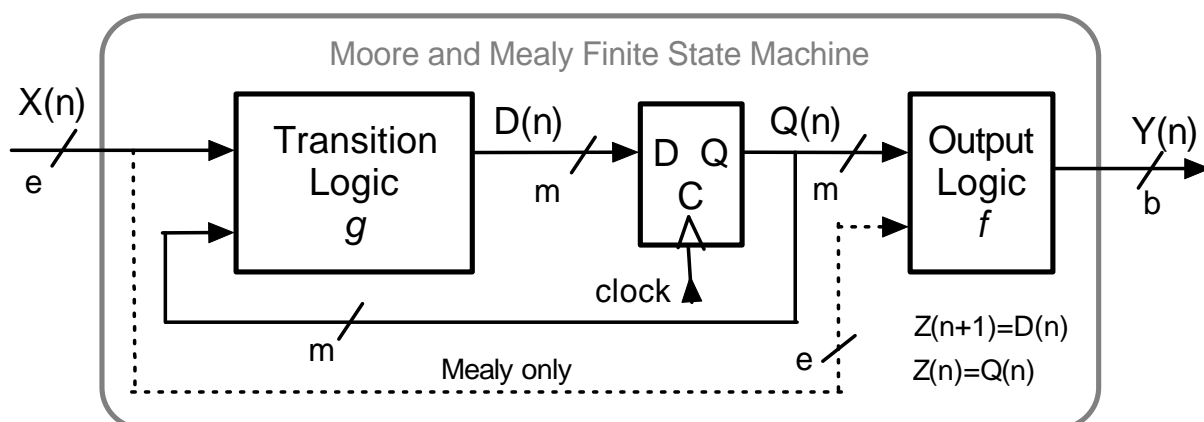 Moore and Mealy Finite State Machine
X(n)
e
Transition
Logic
g
D(n)
m
D Q
C
clock
Q(n)
m
Output
Logic
f
Y(n)
b
m
Mealy only
e
Z(n+1)=D(n)
Z(n)=Q(n)